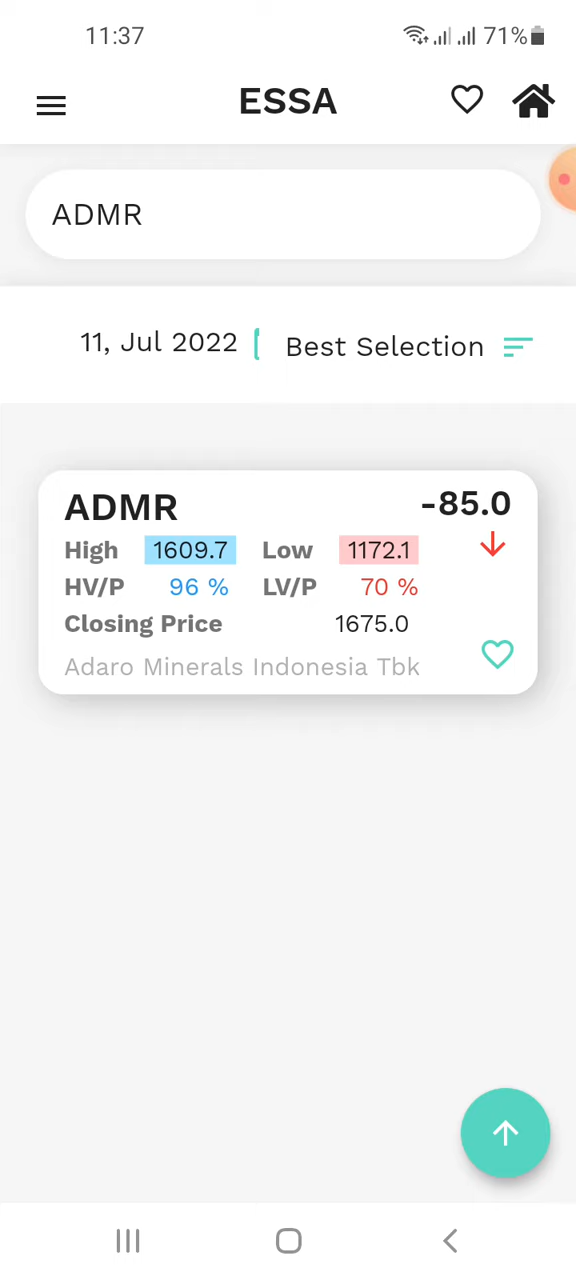 11:37 71%
ESSA
ADMR
11, Jul 2022 Best Selection
ADMR -85.0
High 1609.7 Low 1172.1
HV/P 96 % LV/P 70 %
Closing Price 1675.0
Adaro Minerals Indonesia Tbk